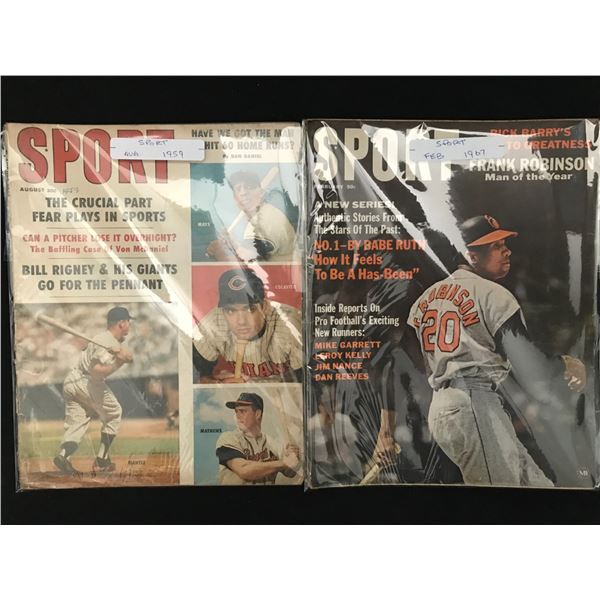 SPORT
SPORT
AUG 1959
HAVE WE GOT THE MAN
HIT 60 HOME RUNS?
By DAN DANIEL
AUGUST
1959
THE CRUCIAL PART
FEAR PLAYS IN SPORTS
CAN A PITCHER LOSE IT OVERNIGHT?
The Baffling Case of Von McDaniel
BILL RIGNEY & HIS GIANTS
GO FOR THE PENNANT
MAYS
COLAVITO
MATHEWS
MANTLE
SPORT
SPORT
FEB 1967
RICK BARRY'S
TO GREATNESS
FRANK ROBINSON
Man of the Year
FEBRUARY 50c
A NEW SERIES:
Authentic Stories From
The Stars Of The Past:
NO. 1—BY BABE RUTH
"How It Feels
To Be A Has-Been"
Inside Reports On
Pro Football's Exciting
New Runners:
MIKE GARRETT
LEROY KELLY
JIM NANCE
DAN REEVES
ROBINSON
20